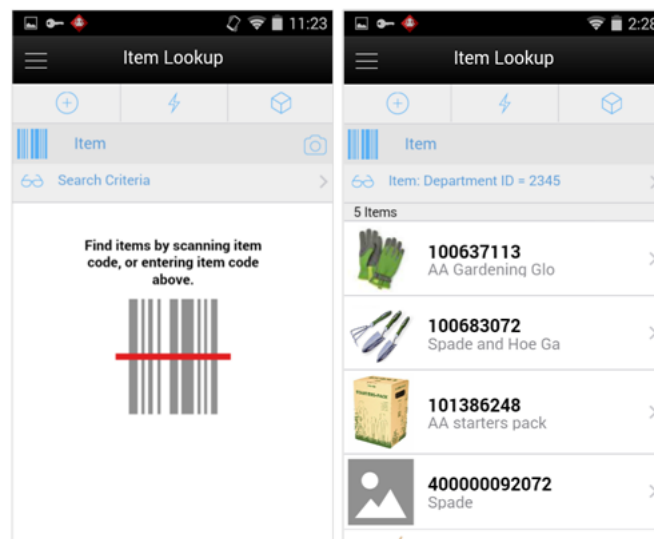 11:23
Item Lookup
Item
Search Criteria
Find items by scanning item
code, or entering item code
above.
2:28
Item Lookup
Item
Item: Department ID = 2345
5 Items
100637113
AA Gardening Glo
100683072
Spade and Hoe Ga
101386248
AA starters pack
400000092072
Spade